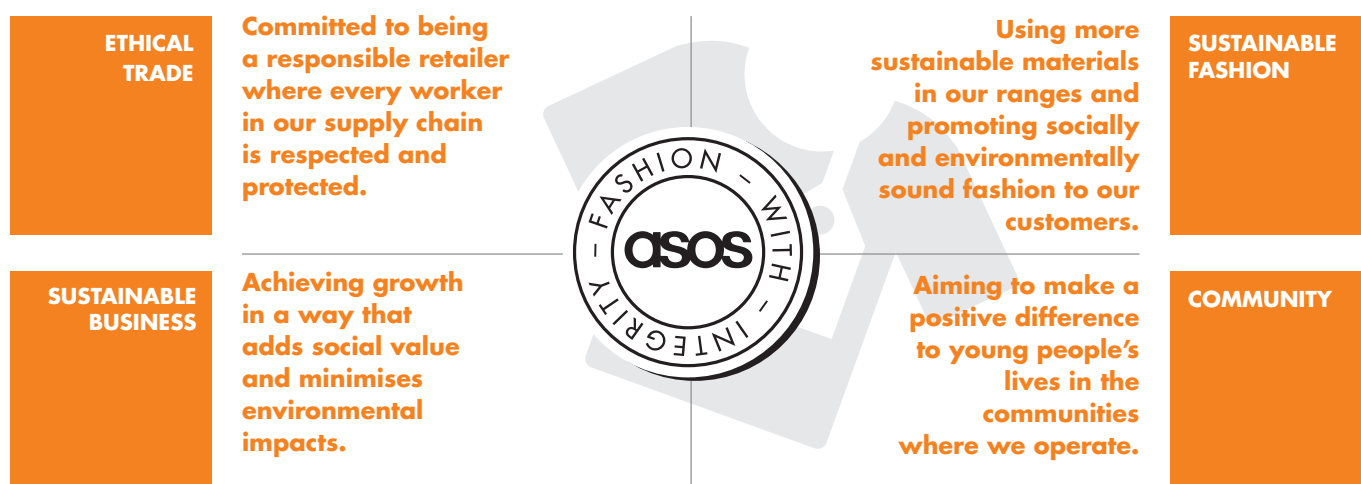 ETHICAL
TRADE
Committed to being
a responsible retailer
where every worker
in our supply chain
is respected and
protected.
Using more
sustainable materials
in our ranges and
promoting socially
and environmentally
sound fashion to our
customers.
SUSTAINABLE
FASHION
FASHION – WITH – INTEGRITY –
asos
SUSTAINABLE
BUSINESS
Achieving growth
in a way that
adds social value
and minimises
environmental
impacts.
Aiming to make a
positive difference
to young people’s
lives in the
communities
where we operate.
COMMUNITY